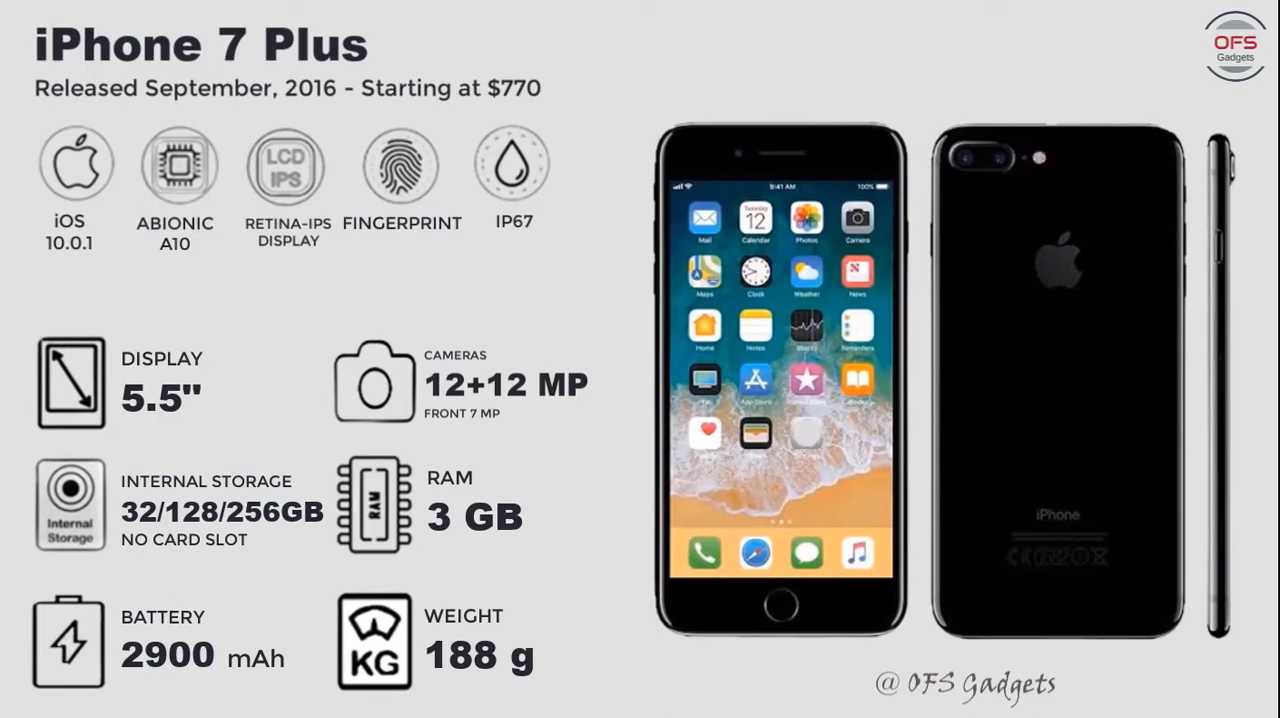 iPhone 7 Plus
Released September, 2016 - Starting at $770
OFS
Gadgets
LCD
IPS
iOS
10.0.1
ABIONIC
A10
RETINA-IPS
DISPLAY
FINGERPRINT
IP67
DISPLAY
5.5"
CAMERAS
12+12 MP
FRONT 7 MP
Internal
Storage
INTERNAL STORAGE
32/128/256GB
NO CARD SLOT
RAM
RAM
3 GB
BATTERY
2900 mAh
KG
WEIGHT
188 g
9:41 AM
100%
Tuesday
12
Mail Calendar Photos Camera
Maps Clock Weather News
Home Notes Stocks Reminders
App Store
iPhone
@ OFS Gadgets